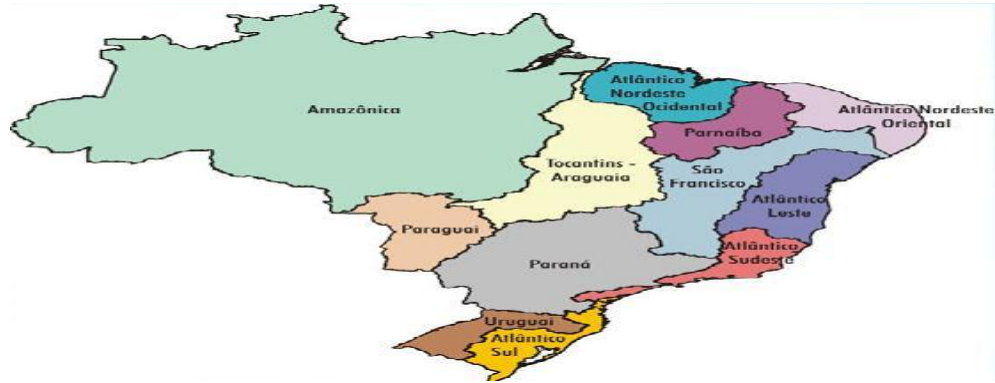 Amazônica
Atlântico
Nordeste
Ocidental
Atlântico Nordeste
Oriental
Parnaíba
Tocantins -
Araguaia
São
Francisco
Atlântico
Leste
Paraguai
Atlântico
Sudeste
Paraná
Uruguai
Atlântico
Sul